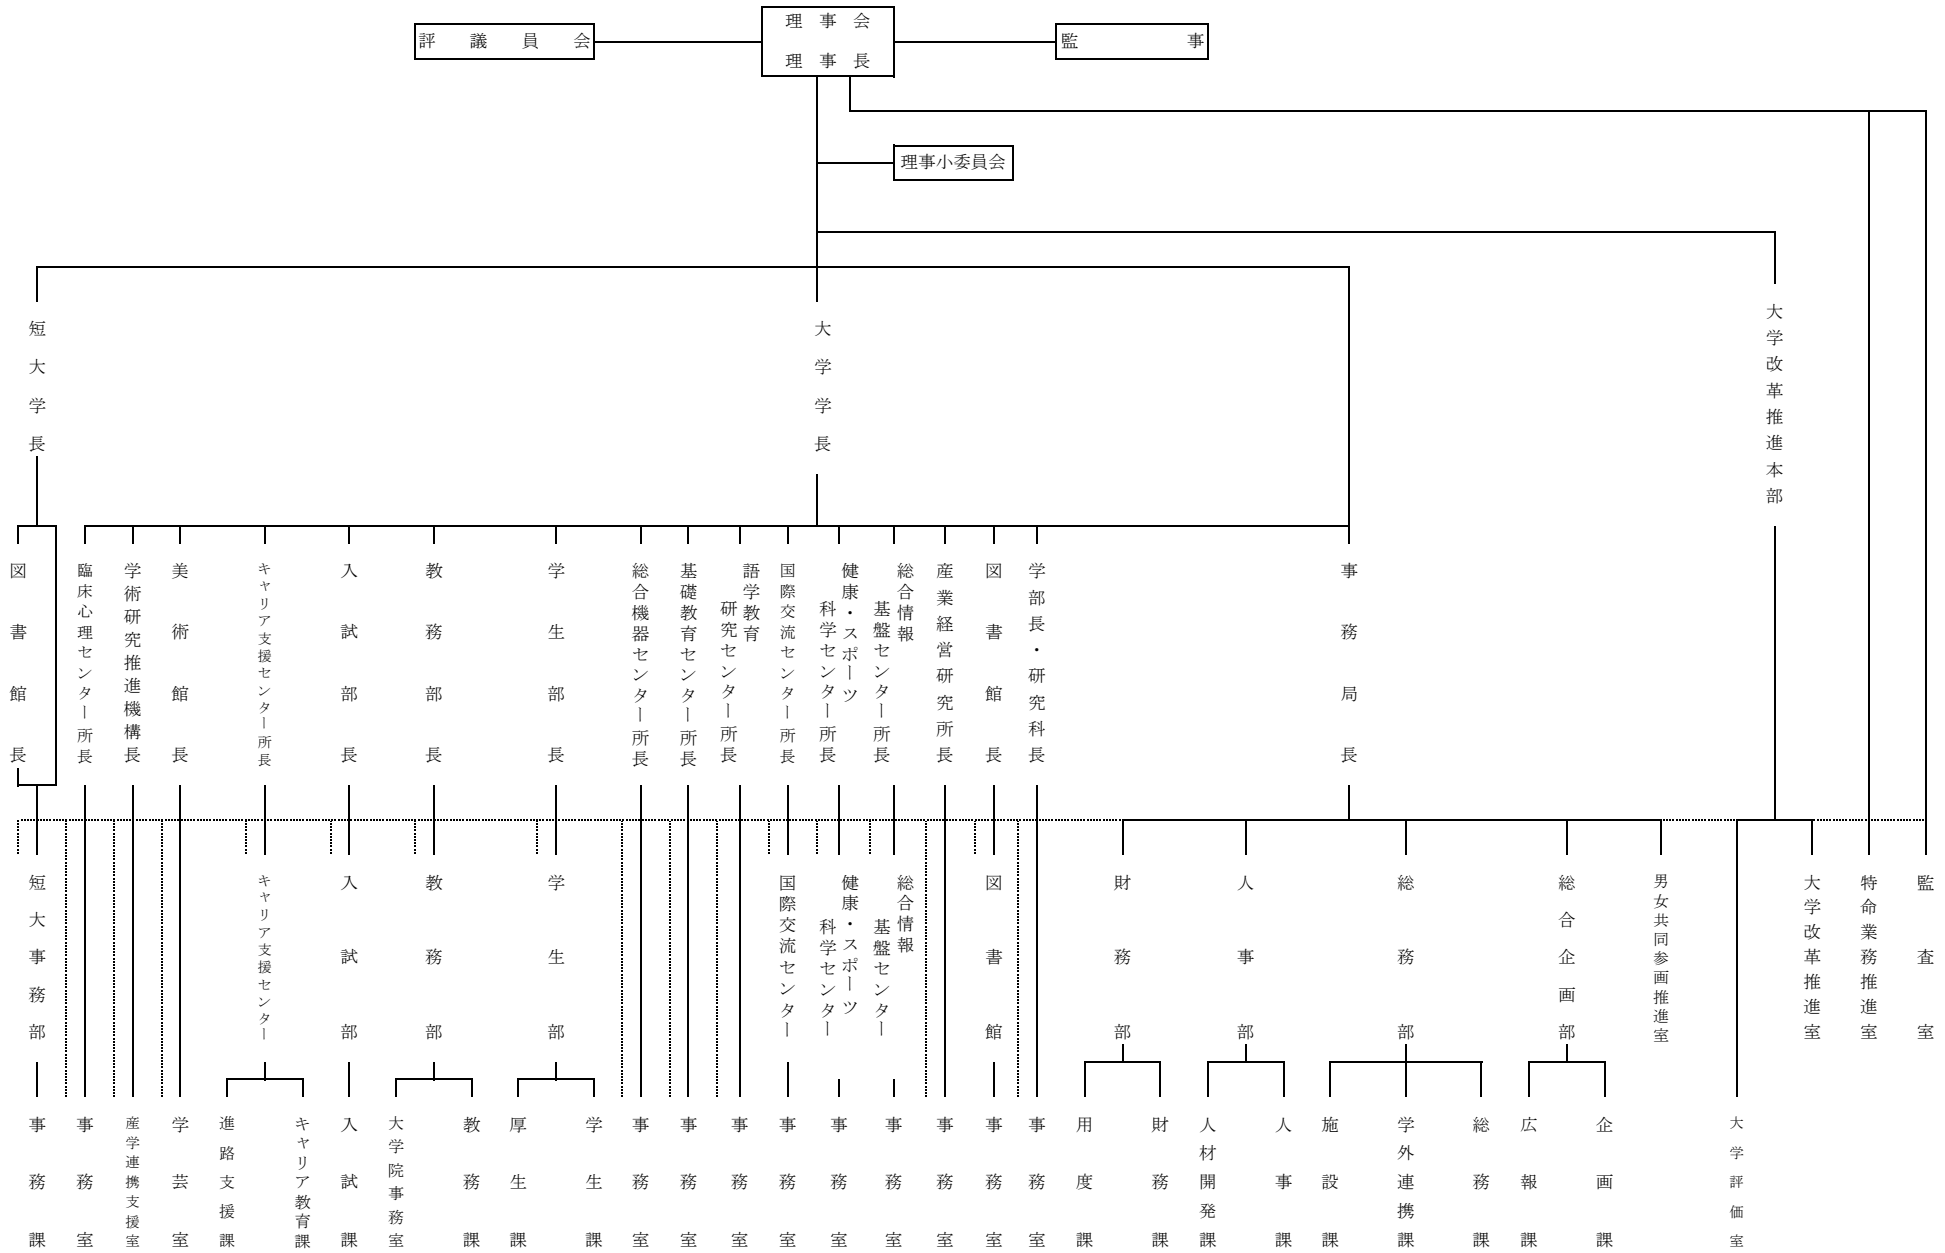 評議員会
理事会
理事長
監事
理事小委員会
短大学長
大学学長
大学改革推進本部
図書館長
臨床心理センター所長
学術研究推進機構長
美術館長
キャリア支援センター所長
入試部長
教務部長
学生部長
総合機器センター所長
基礎教育センター所長
語学教育
研究センター所長
国際交流センター所長
健康・スポーツ
科学センター所長
総合情報
基盤センター所長
産業経営研究所長
図書館長
学部長・研究科長
事務局長
短大事務部
キャリア支援センター
入試部
教務部
学生部
国際交流センター
健康・スポーツ
科学センター
総合情報
基盤センター
図書館
財務部
人事部
総務部
総合企画部
男女共同参画推進室
大学改革推進室
特命業務推進室
監査室
事務課
事務室
産学連携支援室
学芸室
進路支援課
キャリア教育課
入試課
大学院事務室
教務課
厚生課
学生課
事務室
事務室
事務室
事務室
事務室
事務室
事務室
事務室
事務室
用度課
財務課
人材開発課
人事課
施設課
学外連携課
総務課
広報課
企画課
大学評価室